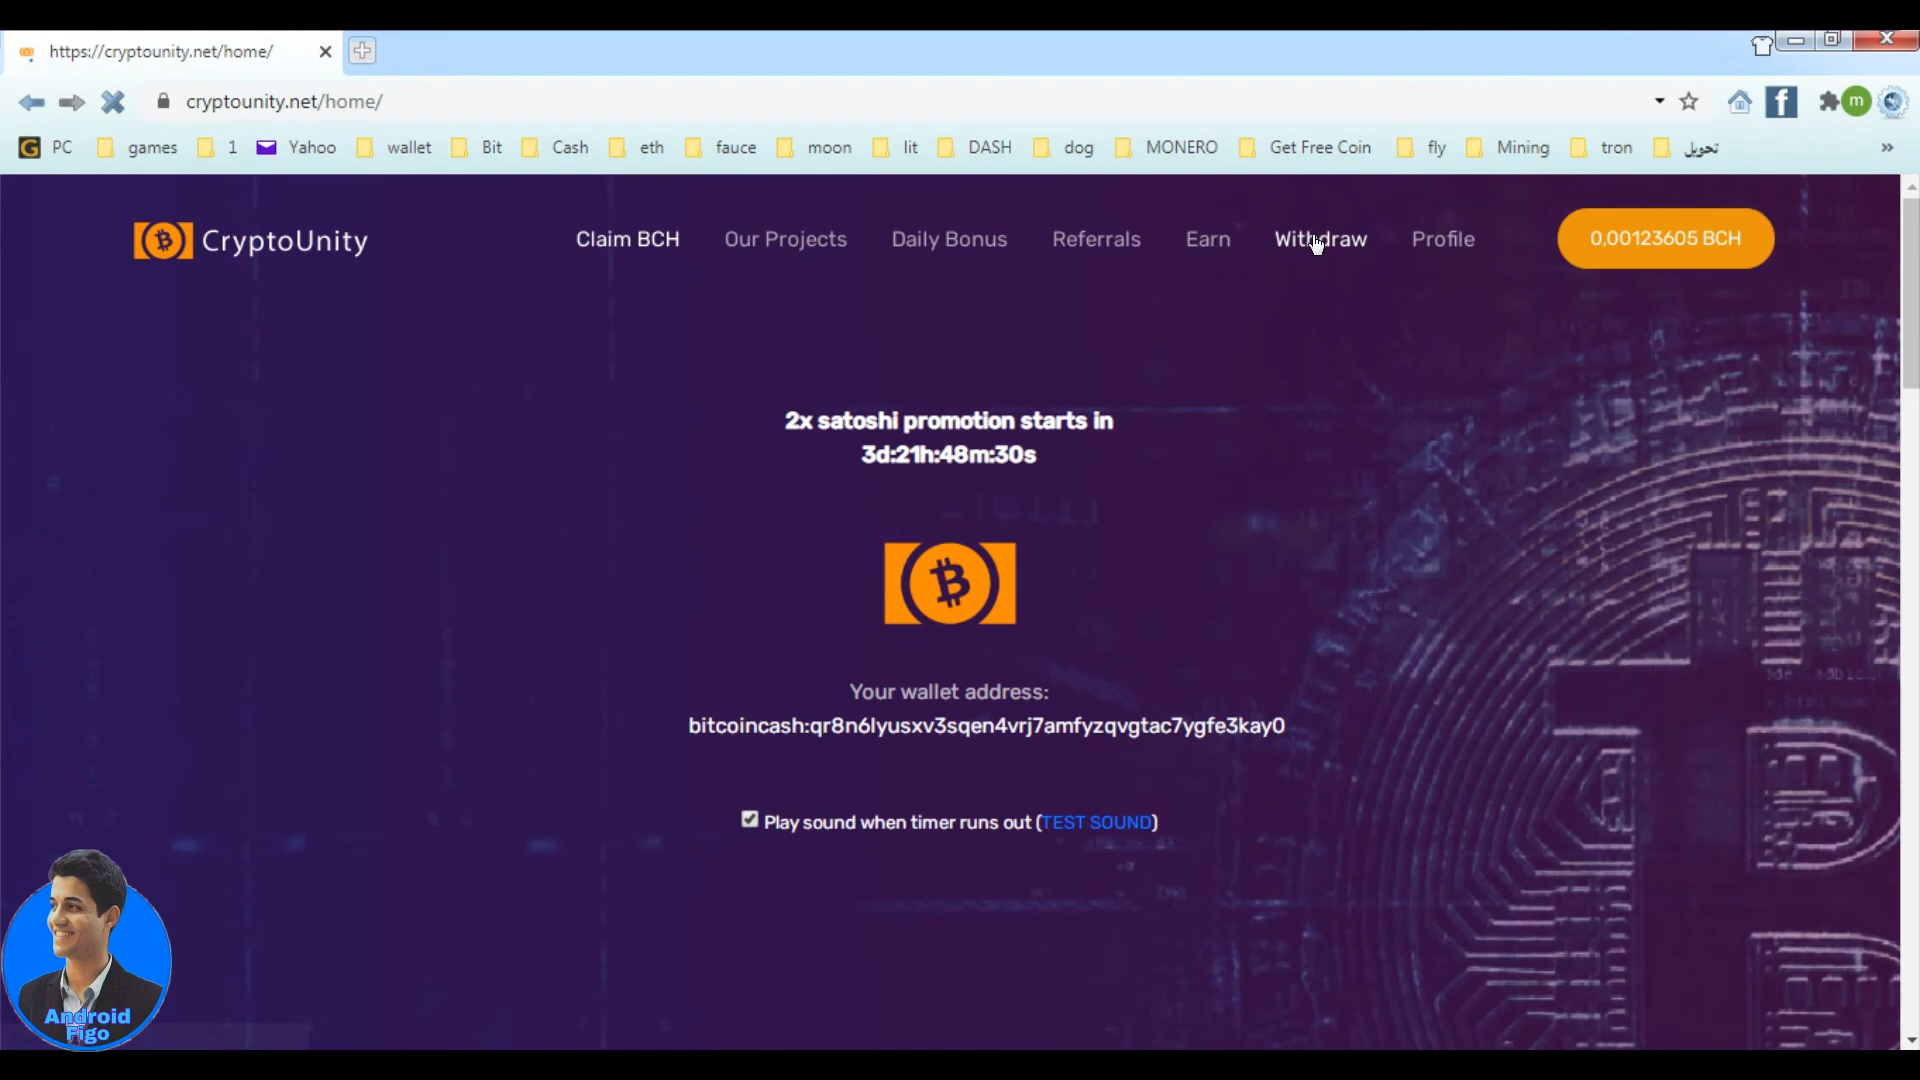 https://cryptounity.net/home/
cryptounity.net/home/
f
m
G PC games 1 Yahoo wallet Bit Cash eth fauce moon lit DASH dog MONERO Get Free Coin fly Mining tron تحويل »
CryptoUnity Claim BCH Our Projects Daily Bonus Referrals Earn Withdraw Profile 0,00123605 BCH
2x satoshi promotion starts in
3d:21h:48m:30s
Your wallet address:
bitcoincash:qr8n6lyusxv3sqen4vrj7amfyzqvgtac7ygfe3kay0
Play sound when timer runs out (TEST SOUND)
Android
Figo